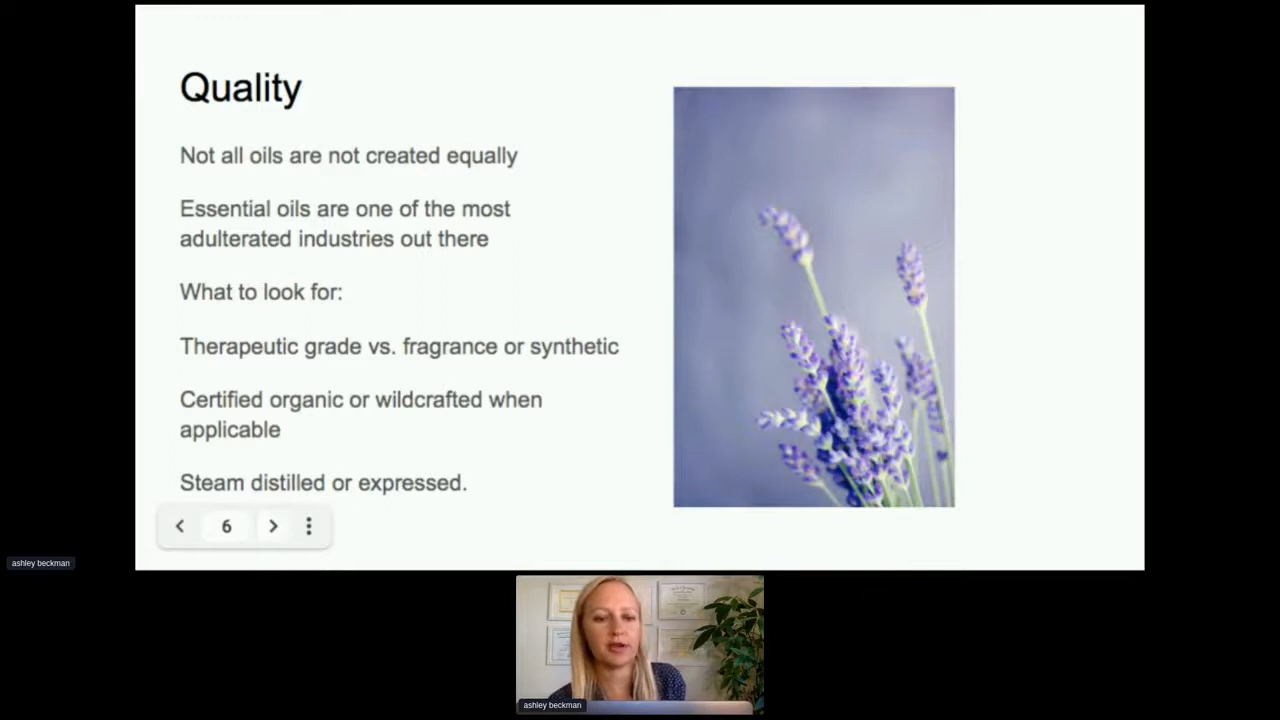 Quality
Not all oils are not created equally
Essential oils are one of the most
adulterated industries out there
What to look for:
Therapeutic grade vs. fragrance or synthetic
Certified organic or wildcrafted when
applicable
Steam distilled or expressed.
6
ashley beckman
ashley beckman